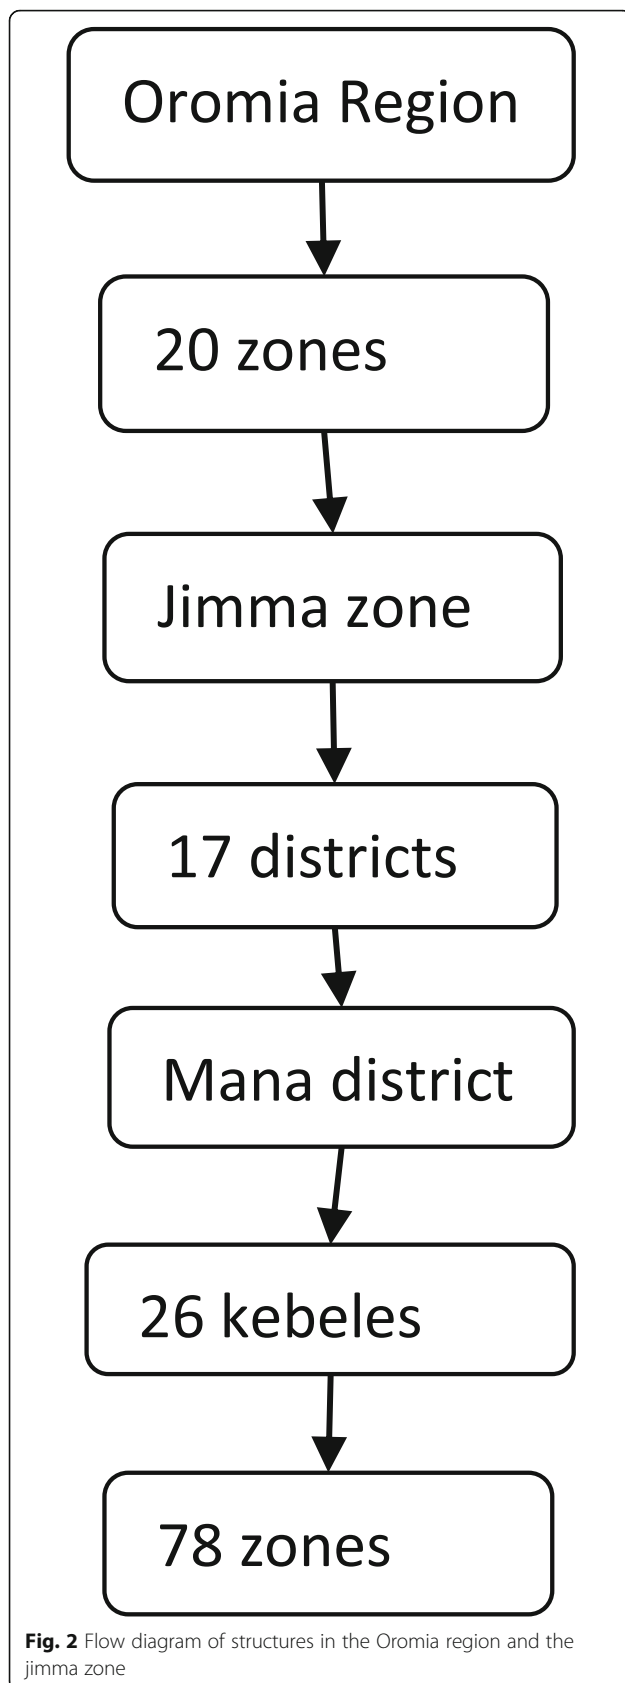 Oromia Region
20 zones
Jimma zone
17 districts
Mana district
26 kebeles
78 zones
Fig. 2 Flow diagram of structures in the Oromia region and the
jimma zone